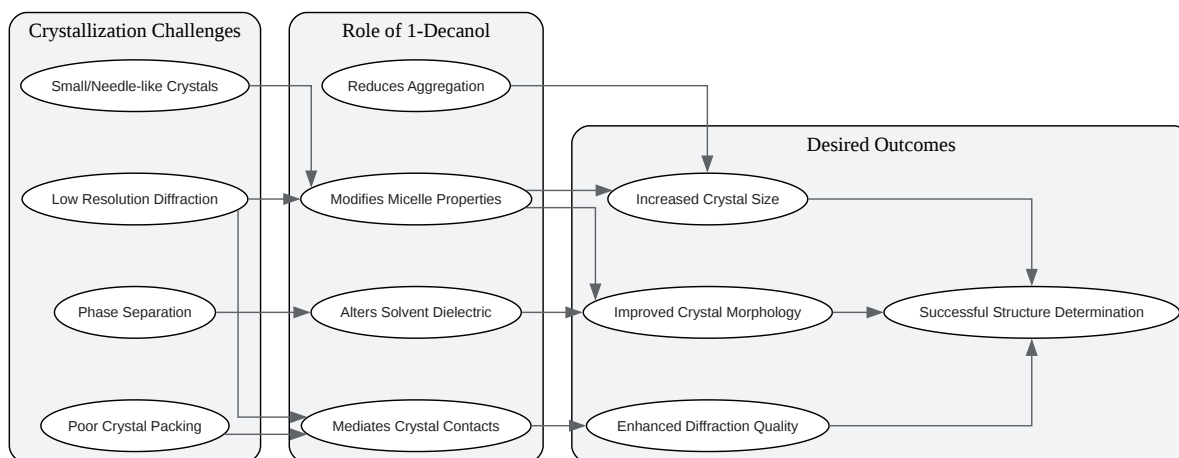 Crystallization Challenges
Small/Needle-like Crystals
Low Resolution Diffraction
Phase Separation
Poor Crystal Packing
Role of 1-Decanol
Reduces Aggregation
Modifies Micelle Properties
Alters Solvent Dielectric
Mediates Crystal Contacts
Desired Outcomes
Increased Crystal Size
Improved Crystal Morphology
Enhanced Diffraction Quality
Successful Structure Determination